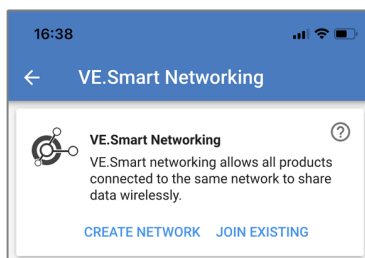 16:38
VE.Smart Networking
VE.Smart Networking
VE.Smart networking allows all products
connected to the same network to share
data wirelessly.
CREATE NETWORK JOIN EXISTING